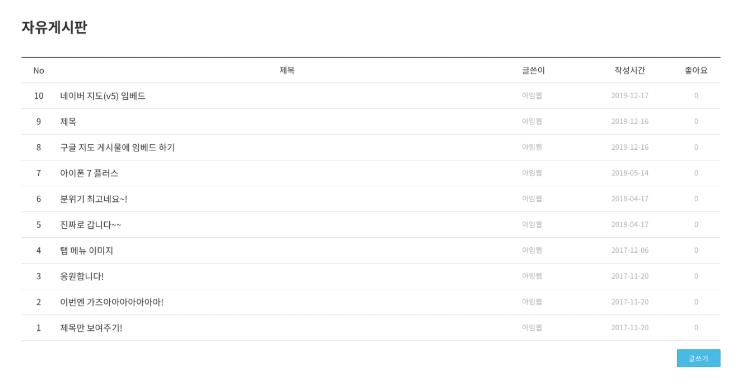 자유게시판
No 제목 글쓴이 작성시간 좋아요
10 네이버 지도(v5) 임베드 아임웹 2019-12-17 0
9 제목 아임웹 2019-12-16 0
8 구글 지도 게시물에 임베드 하기 아임웹 2019-12-16 0
7 아이폰 7 플러스 아임웹 2018-05-14 0
6 분위기 최고네요~! 아임웹 2018-04-17 0
5 진짜로 갑니다~~ 아임웹 2018-04-17 0
4 탭 메뉴 이미지 아임웹 2017-12-06 0
3 응원합니다! 아임웹 2017-11-20 0
2 이번엔 가즈아아아아아아아! 아임웹 2017-11-20 0
1 제목만 보여주기! 아임웹 2017-11-20 0
글쓰기